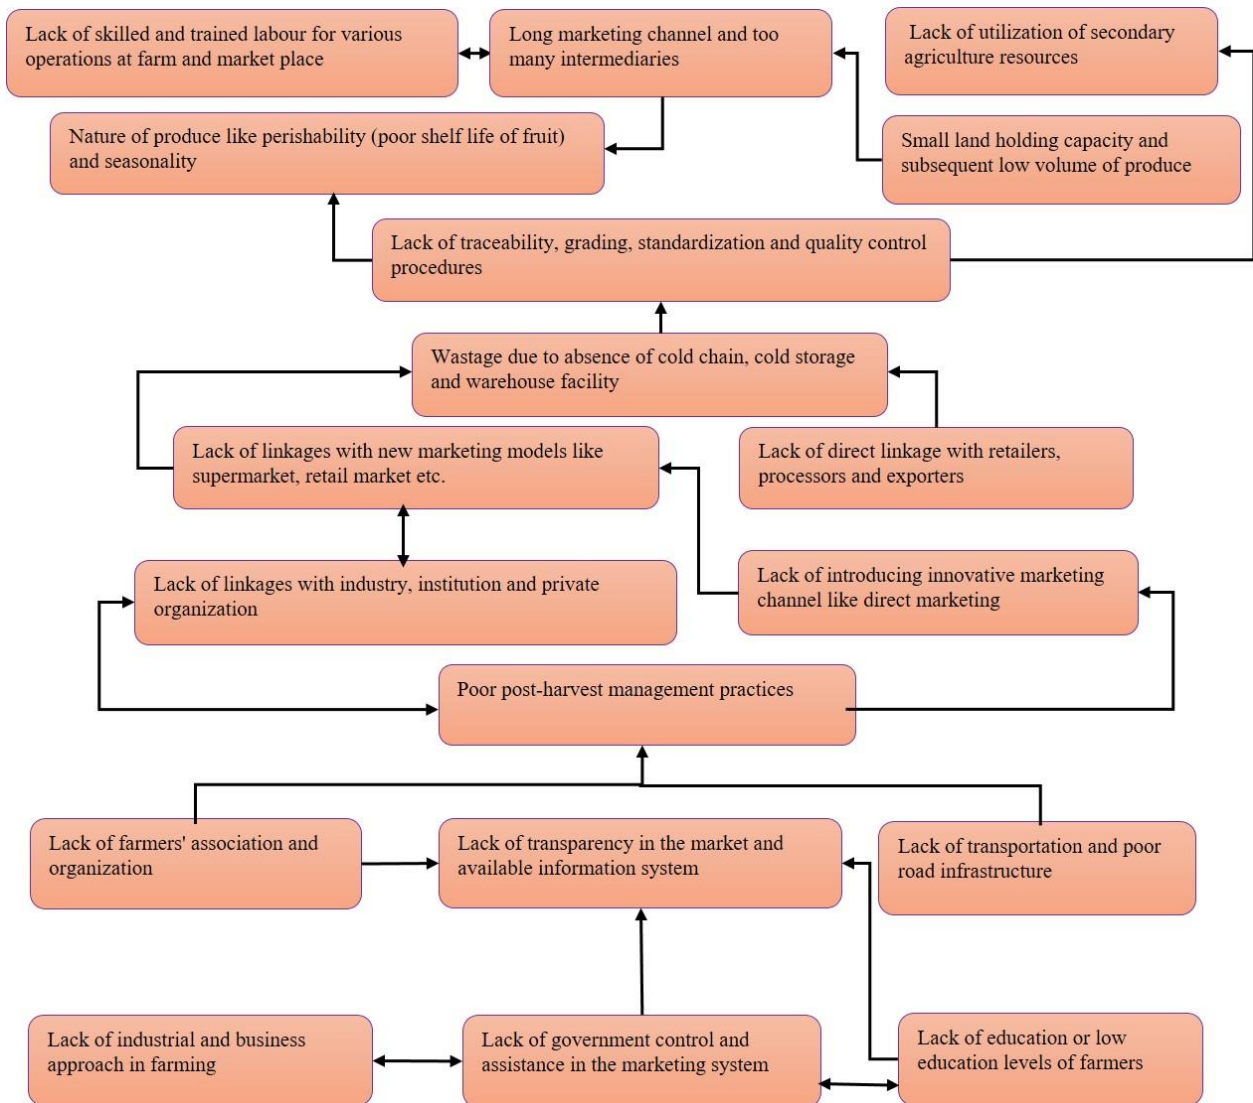 Lack of skilled and trained labour for various
operations at farm and market place
Long marketing channel and too
many intermediaries
Lack of utilization of secondary
agriculture resources
Nature of produce like perishability (poor shelf life of fruit)
and seasonality
Small land holding capacity and
subsequent low volume of produce
Lack of traceability, grading, standardization and quality control
procedures
Wastage due to absence of cold chain, cold storage
and warehouse facility
Lack of linkages with new marketing models like
supermarket, retail market etc.
Lack of direct linkage with retailers,
processors and exporters
Lack of linkages with industry, institution and private
organization
Lack of introducing innovative marketing
channel like direct marketing
Poor post-harvest management practices
Lack of farmers' association and
organization
Lack of transparency in the market and
available information system
Lack of transportation and poor
road infrastructure
Lack of industrial and business
approach in farming
Lack of government control and
assistance in the marketing system
Lack of education or low
education levels of farmers